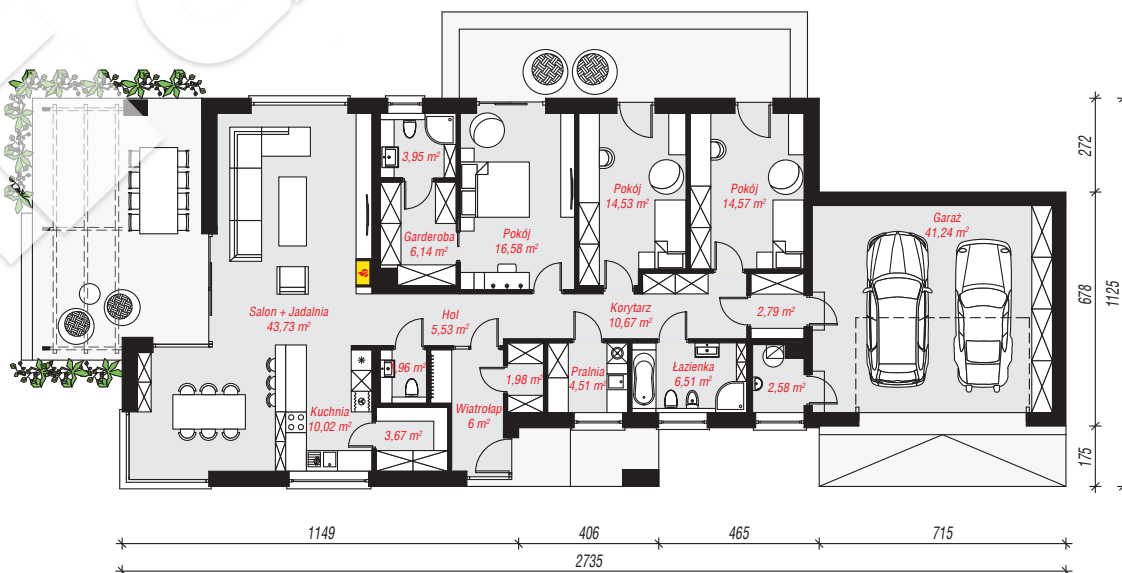 3,95 m²
Garderoba
6,14 m²
Pokój
16,58 m²
Pokój
14,53 m²
Pokój
14,57 m²
Garaż
41,24 m²
Salon + Jadalnia
43,73 m²
Hol
5,53 m²
Korytarz
10,67 m²
2,79 m²
,96 m²
1,98 m²
Pralnia
4,51 m²
Łazienka
6,51 m²
2,58 m²
Kuchnia
10,02 m²
3,67 m²
Wiatrołap
6 m²
272
678
1125
175
1149
406
465
715
2735